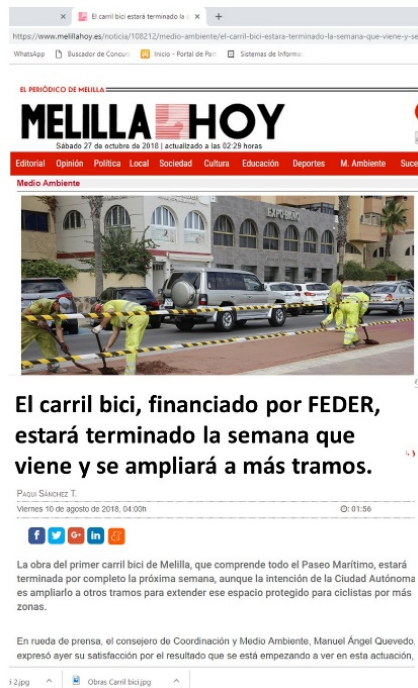 El carril bici estará terminado la s
https://www.melillahoy.es/noticia/108212/medio-ambiente/el-carril-bici-estara-terminado-la-semana-que-viene-y-se
WhatsApp Buscador de Concurs Inicio - Portal de Part Sistemas de Informac
EL PERIÓDICO DE MELILLA
MELILLA HOY
Sábado 27 de octubre de 2018 | actualizado a las 02:29 horas
Editorial Opinión Política Local Sociedad Cultura Educación Deportes M. Ambiente Suce
Medio Ambiente
El carril bici, financiado por FEDER,
estará terminado la semana que
viene y se ampliará a más tramos.
PAQUI SÁNCHEZ T.
Viernes 10 de agosto de 2018, 04:00h 01:56
La obra del primer carril bici de Melilla, que comprende todo el Paseo Marítimo, estará
terminada por completo la próxima semana, aunque la intención de la Ciudad Autónoma
es ampliarlo a otros tramos para extender ese espacio protegido para ciclistas por más
zonas.
En rueda de prensa, el consejero de Coordinación y Medio Ambiente, Manuel Ángel Quevedo,
expresó ayer su satisfacción por el resultado que se está empezando a ver en esta actuación,
i 2.jpg Obras Carril bici.jpg